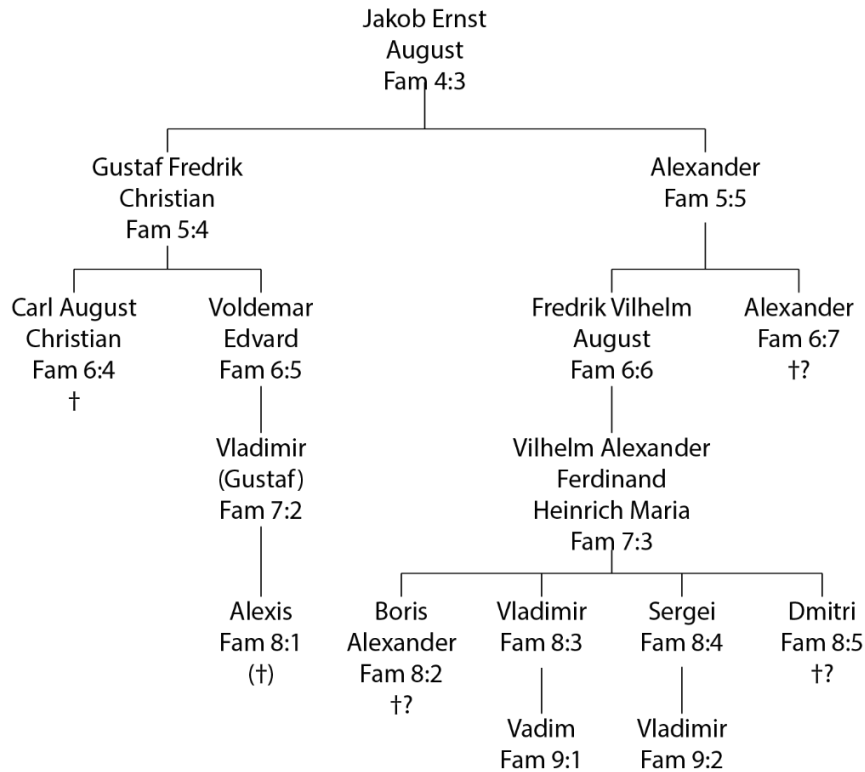 Jakob Ernst
August
Fam 4:3
Gustaf Fredrik
Christian
Fam 5:4
Alexander
Fam 5:5
Carl August
Christian
Fam 6:4
†
Voldemar
Edvard
Fam 6:5
Fredrik Vilhelm
August
Fam 6:6
Alexander
Fam 6:7
†?
Vladimir
(Gustaf)
Fam 7:2
Vilhelm Alexander
Ferdinand
Heinrich Maria
Fam 7:3
Alexis
Fam 8:1
(†)
Boris
Alexander
Fam 8:2
†?
Vladimir
Fam 8:3
Sergei
Fam 8:4
Dmitri
Fam 8:5
†?
Vadim
Fam 9:1
Vladimir
Fam 9:2